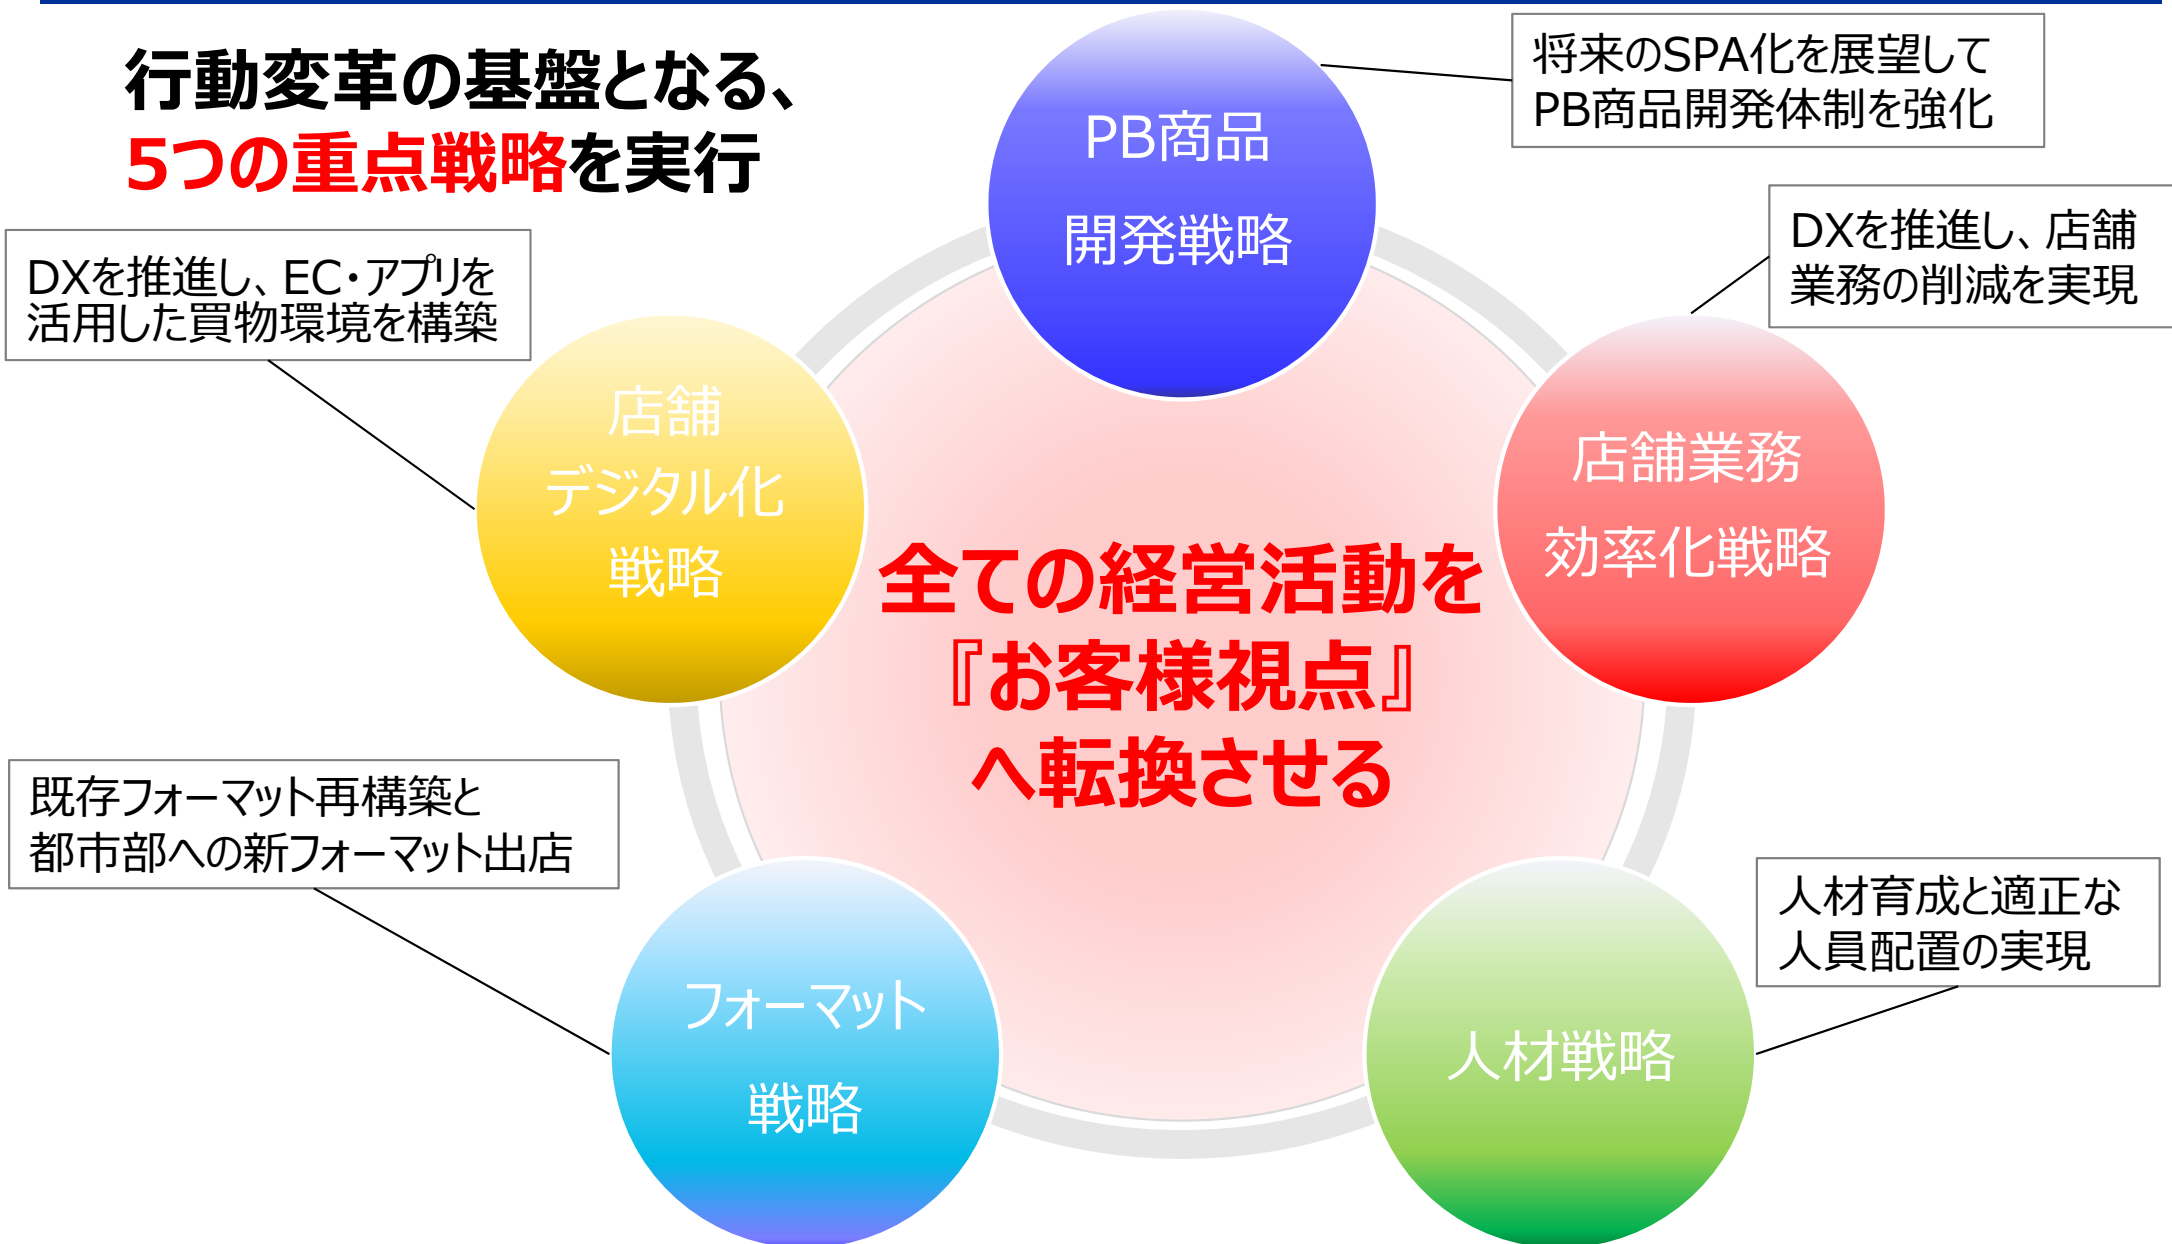 行動変革の基盤となる、
5つの重点戦略を実行
PB商品
開発戦略
将来のSPA化を展望して
PB商品開発体制を強化
店舗業務
効率化戦略
DXを推進し、店舗
業務の削減を実現
人材戦略
人材育成と適正な
人員配置の実現
フォーマット
戦略
既存フォーマット再構築と
都市部への新フォーマット出店
店舗
デジタル化
戦略
DXを推進し、EC・アプリを
活用した買物環境を構築
全ての経営活動を
『お客様視点』
へ転換させる